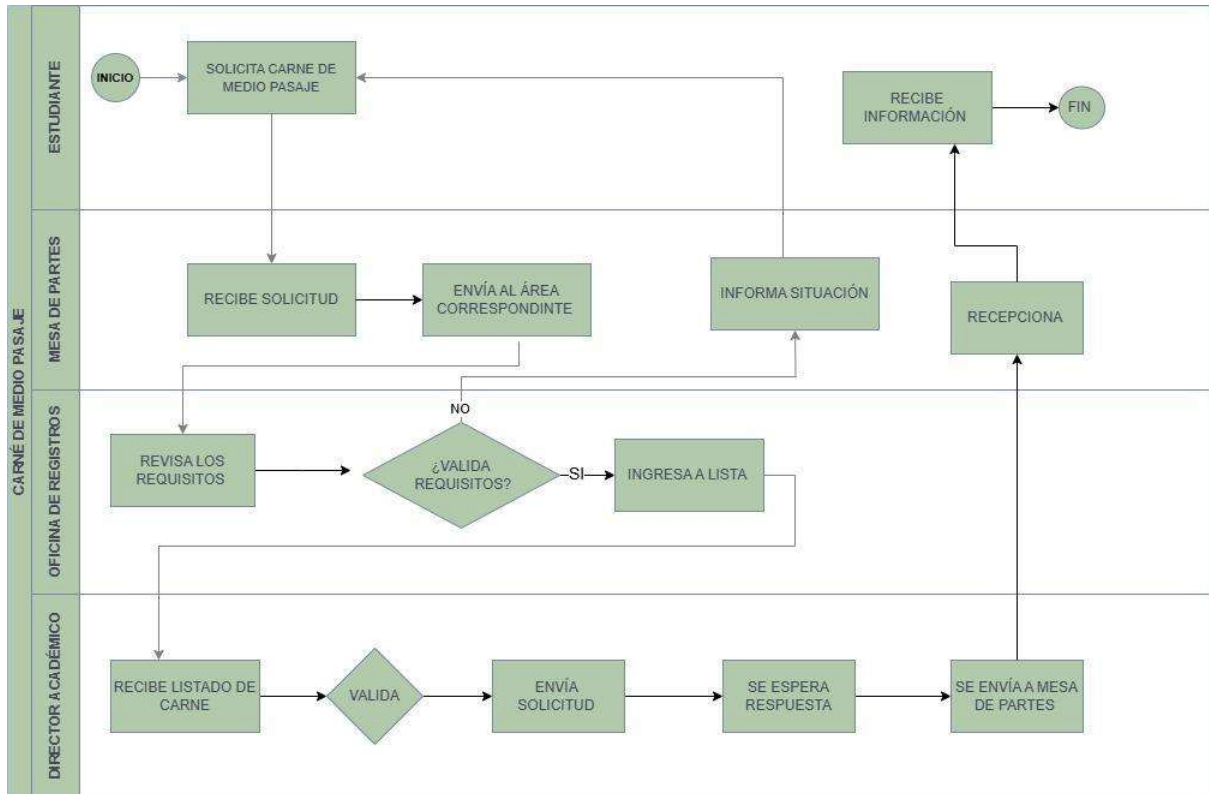 CARNÉ DE MEDIO PASAJE
ESTUDIANTE
INICIO
SOLICITA CARNE DE
MEDIO PASAJE
RECIBE
INFORMACIÓN
FIN
MESA DE PARTES
RECIBE SOLICITUD
ENVÍA AL ÁREA
CORRESPONDINTE
INFORMA SITUACIÓN
RECEPCIONA
OFICINA DE REGISTROS
REVISA LOS
REQUISITOS
NO
¿VALIDA
REQUISITOS?
SI
INGRESA A LISTA
DIRECTOR ACADÉMICO
RECIBE LISTADO DE
CARNE
VALIDA
ENVÍA
SOLICITUD
SE ESPERA
RESPUESTA
SE ENVÍA A MESA
DE PARTES